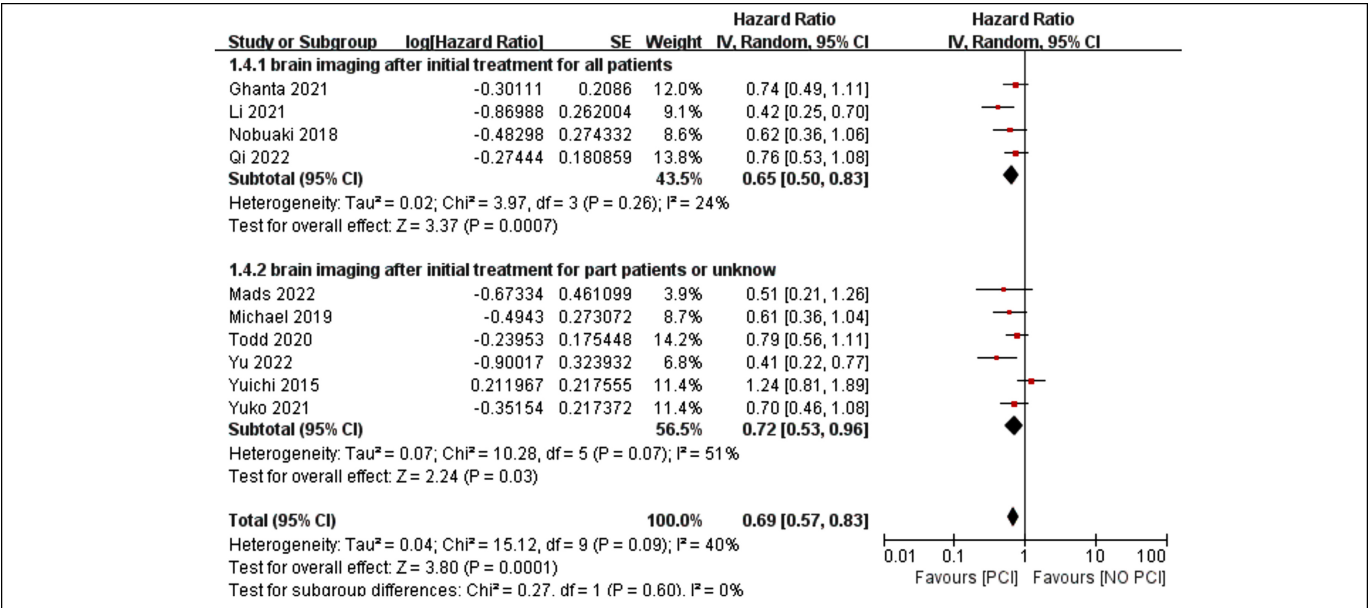 Hazard Ratio Hazard Ratio
Study or Subgroup log[Hazard Ratio] SE Weight IV, Random, 95% CI IV, Random, 95% CI
1.4.1 brain imaging after initial treatment for all patients
Ghanta 2021 -0.30111 0.2086 12.0% 0.74 [0.49, 1.11]
Li 2021 -0.86988 0.262004 9.1% 0.42 [0.25, 0.70]
Nobuaki 2018 -0.48298 0.274332 8.6% 0.62 [0.36, 1.06]
Qi 2022 -0.27444 0.180859 13.8% 0.76 [0.53, 1.08]
Subtotal (95% CI) 43.5% 0.65 [0.50, 0.83]
Heterogeneity: Tau² = 0.02; Chi² = 3.97, df = 3 (P = 0.26); I² = 24%
Test for overall effect: Z = 3.37 (P = 0.0007)
1.4.2 brain imaging after initial treatment for part patients or unknow
Mads 2022 -0.67334 0.461099 3.9% 0.51 [0.21, 1.26]
Michael 2019 -0.4943 0.273072 8.7% 0.61 [0.36, 1.04]
Todd 2020 -0.23953 0.175448 14.2% 0.79 [0.56, 1.11]
Yu 2022 -0.90017 0.323932 6.8% 0.41 [0.22, 0.77]
Yuichi 2015 0.211967 0.217555 11.4% 1.24 [0.81, 1.89]
Yuko 2021 -0.35154 0.217372 11.4% 0.70 [0.46, 1.08]
Subtotal (95% CI) 56.5% 0.72 [0.53, 0.96]
Heterogeneity: Tau² = 0.07; Chi² = 10.28, df = 5 (P = 0.07); I² = 51%
Test for overall effect: Z = 2.24 (P = 0.03)
Total (95% CI) 100.0% 0.69 [0.57, 0.83]
Heterogeneity: Tau² = 0.04; Chi² = 15.12, df = 9 (P = 0.09); I² = 40%
Test for overall effect: Z = 3.80 (P = 0.0001)
Test for subgroup differences: Chi² = 0.27, df = 1 (P = 0.60), I² = 0%
0.01 0.1 1 10 100
Favours [PCI] Favours [NO PCI]